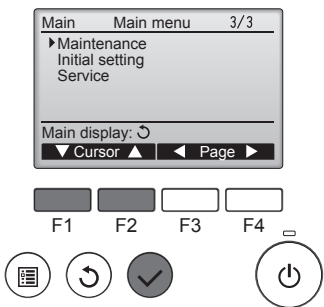 Main Main menu 3/3
Maintenance
Initial setting
Service
Main display:
Cursor Page
F1 F2 F3 F4